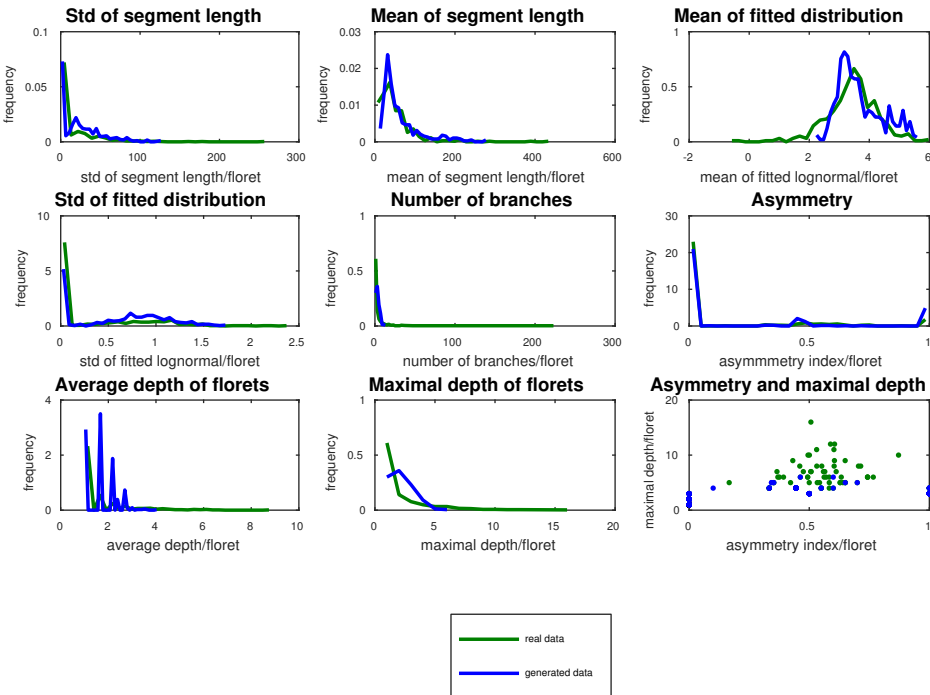 Std of segment length
Mean of segment length
Mean of fitted distribution
0.1
0.05
0
frequency
0 100 200 300
std of segment length/floret
0.03
0.02
0.01
0
frequency
0 200 400 600
mean of segment length/floret
1
0.5
0
frequency
-2 0 2 4 6
mean of fitted lognormal/floret
Std of fitted distribution
Number of branches
Asymmetry
10
5
0
frequency
0 0.5 1 1.5 2 2.5
std of fitted lognormal/floret
1
0.5
0
frequency
0 100 200 300
number of branches/floret
30
20
10
0
frequency
0 0.5 1
asymmmetry index/floret
Average depth of florets
Maximal depth of florets
Asymmetry and maximal depth
4
2
0
frequency
0 2 4 6 8 10
average depth/floret
1
0.5
0
frequency
0 5 10 15 20
maximal depth/floret
20
10
0
maximal depth/floret
0 0.5 1
asymmetry index/floret
real data
generated data